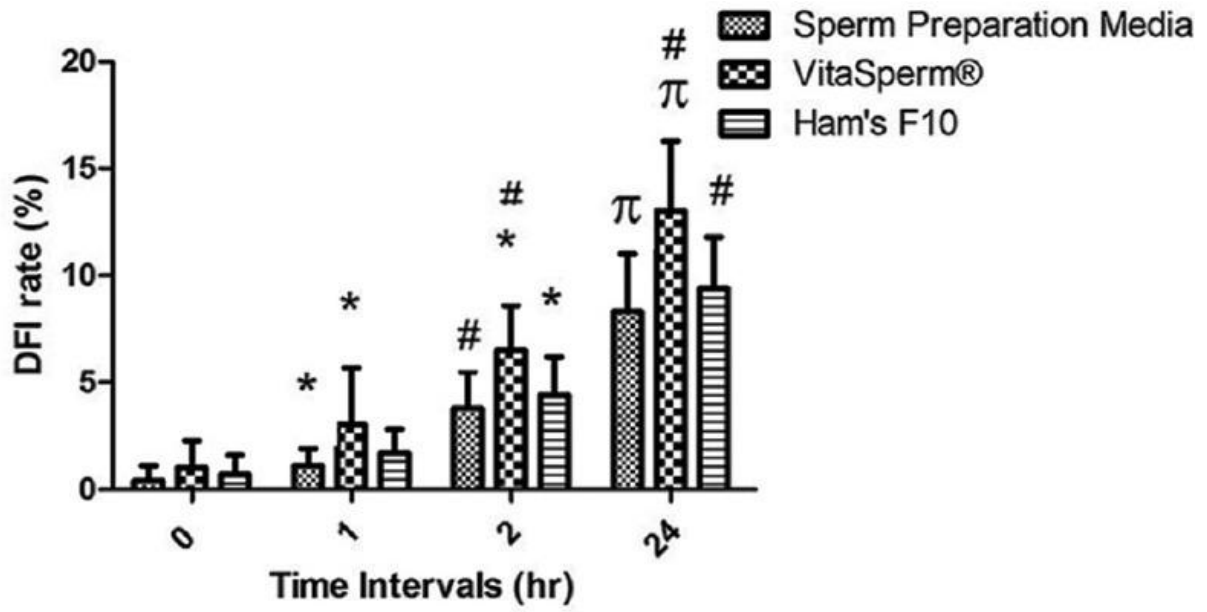 Sperm Preparation Media
VitaSperm®
Ham's F10
DFI rate (%)
20
15
10
5
0
*
*
#
#
*
*
π
#
π
#
0
1
2
24
Time Intervals (hr)